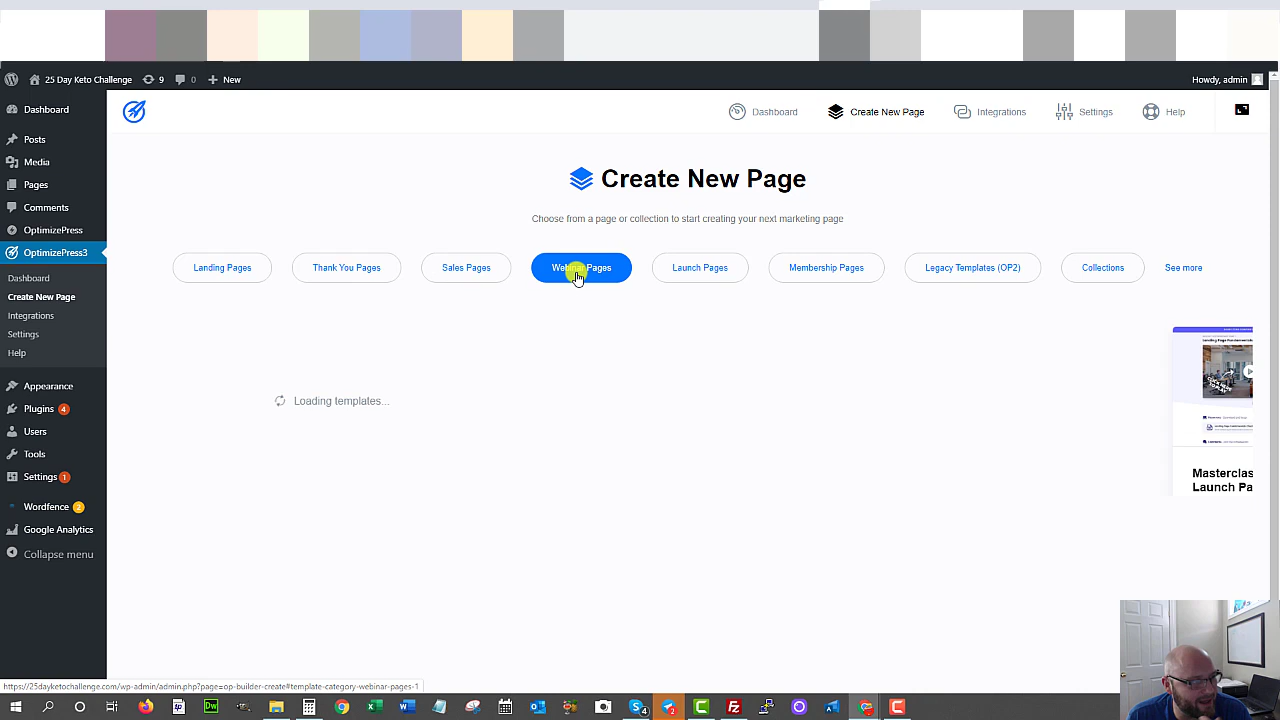 25 Day Keto Challenge
9
0
New
Howdy, admin
Dashboard
Create New Page
Integrations
Settings
Help
Dashboard
Posts
Media
Pages
Comments
OptimizePress
OptimizePress3
Dashboard
Create New Page
Integrations
Settings
Help
Appearance
Plugins 4
Users
Tools
Settings 1
Wordfence 2
Google Analytics
Collapse menu
Create New Page
Choose from a page or collection to start creating your next marketing page
Landing Pages
Thank You Pages
Sales Pages
Webinar Pages
Launch Pages
Membership Pages
Legacy Templates (OP2)
Collections
See more
Loading templates...
Landing Page Fundamentals
Masterclas
Launch Pa
https://25dayketochallenge.com/wp-admin/admin.php?page=op-builder-create#template-category-webinar-pages-1